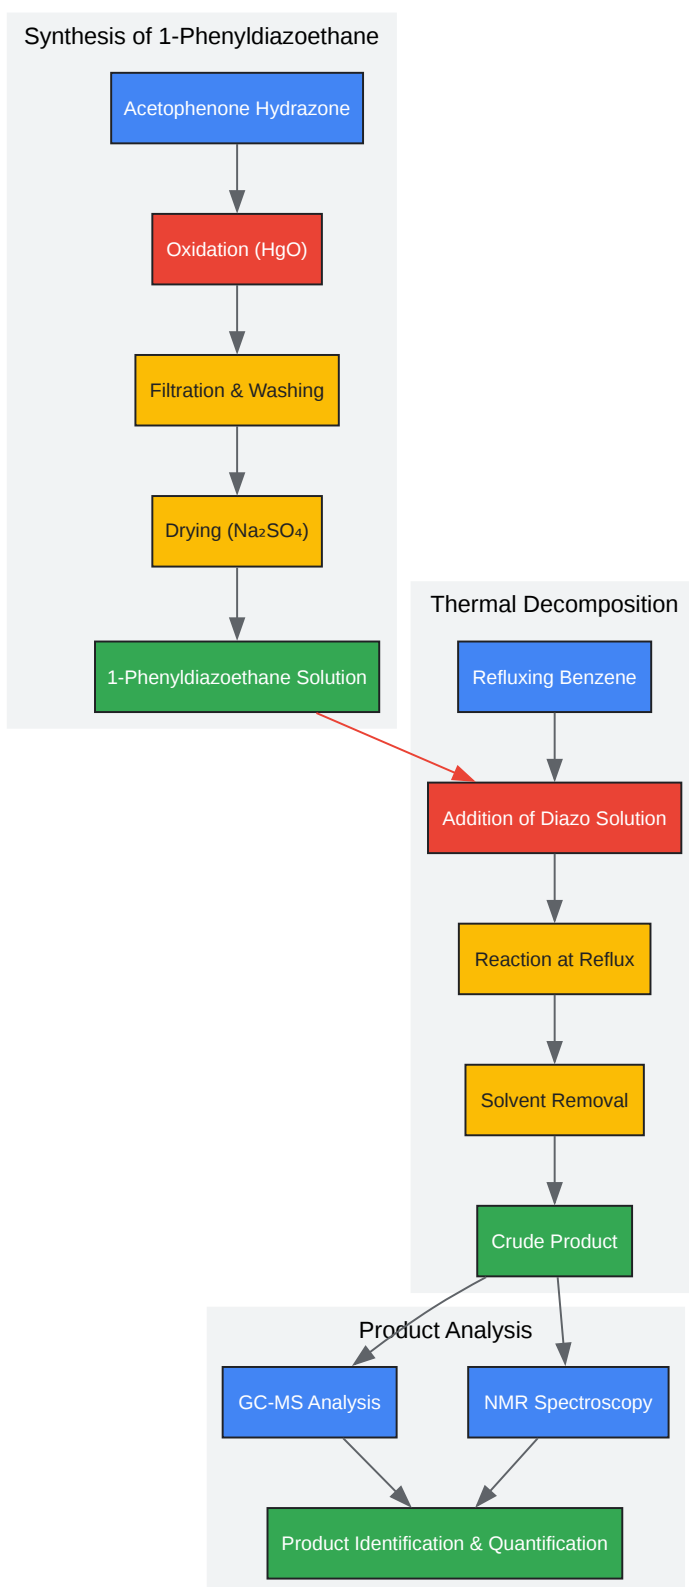 Synthesis of 1-Phenyldiazoethane
Acetophenone Hydrazone
Oxidation (HgO)
Filtration & Washing
Drying (Na₂SO₄)
1-Phenyldiazoethane Solution
Thermal Decomposition
Refluxing Benzene
Addition of Diazo Solution
Reaction at Reflux
Solvent Removal
Crude Product
Product Analysis
GC-MS Analysis
NMR Spectroscopy
Product Identification & Quantification